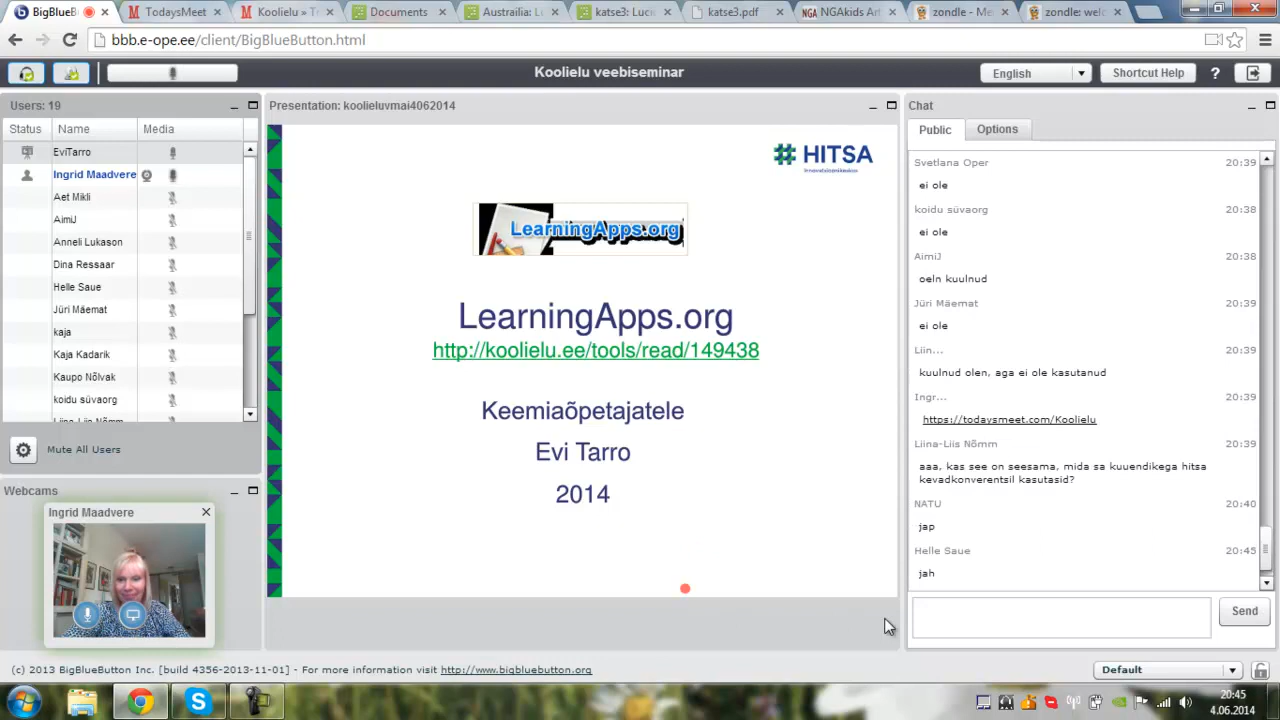 BigBlueB
TodaysMeet
Koolielu » T
Documents
Austrailia: L
katse3: Luci
katse3.pdf
NGAkids Ar
zondle - Me
zondle: welc
bbb.e-ope.ee/client/BigBlueButton.html
Koolielu veebiseminar
English
Shortcut Help
?
Users: 19
Status
Name
Media
EviTarro
Ingrid Maadvere
Aet Mikli
AimiJ
Anneli Lukason
Dina Ressaar
Helle Saue
Jüri Mäemat
kaja
Kaja Kadarik
Kaupo Nõlvak
koidu süvaorg
Liina-Liis Nõmm
Mute All Users
Webcams
Ingrid Maadvere
Presentation: koolieluvmai4062014
HITSA
LearningApps.org
LearningApps.org
http://koolielu.ee/tools/read/149438
Keemiaõpetajatele
Evi Tarro
2014
Chat
Public
Options
Svetlana Oper 20:39
ei ole
koidu süvaorg 20:38
ei ole
AimiJ 20:38
oeln kuulnud
Jüri Mäemat 20:39
ei ole
Liin... 20:39
kuulnud olen, aga ei ole kasutanud
Ingr... 20:39
https://todaysmeet.com/Koolielu
Liina-Liis Nõmm 20:39
aaa, kas see on seesama, mida sa kuuendikega hitsa
kevadkonverentsil kasutasid?
NATU 20:40
jap
Helle Saue 20:45
jah
Send
(c) 2013 BigBlueButton Inc. [build 4356-2013-11-01] - For more information visit http://www.bigbluebutton.org
Default
20:45
4.06.2014